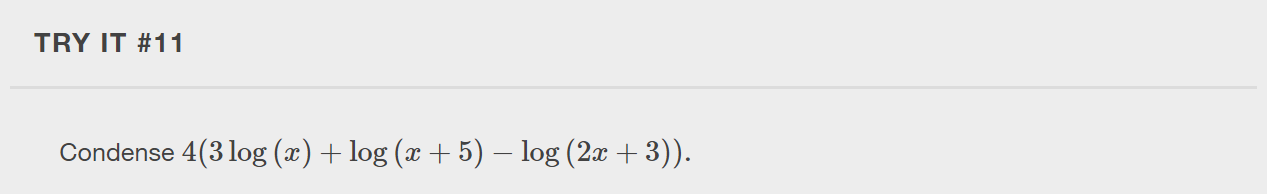 TRY IT #11
Condense 4(3 log (x) + log (x + 5) − log (2x + 3)).